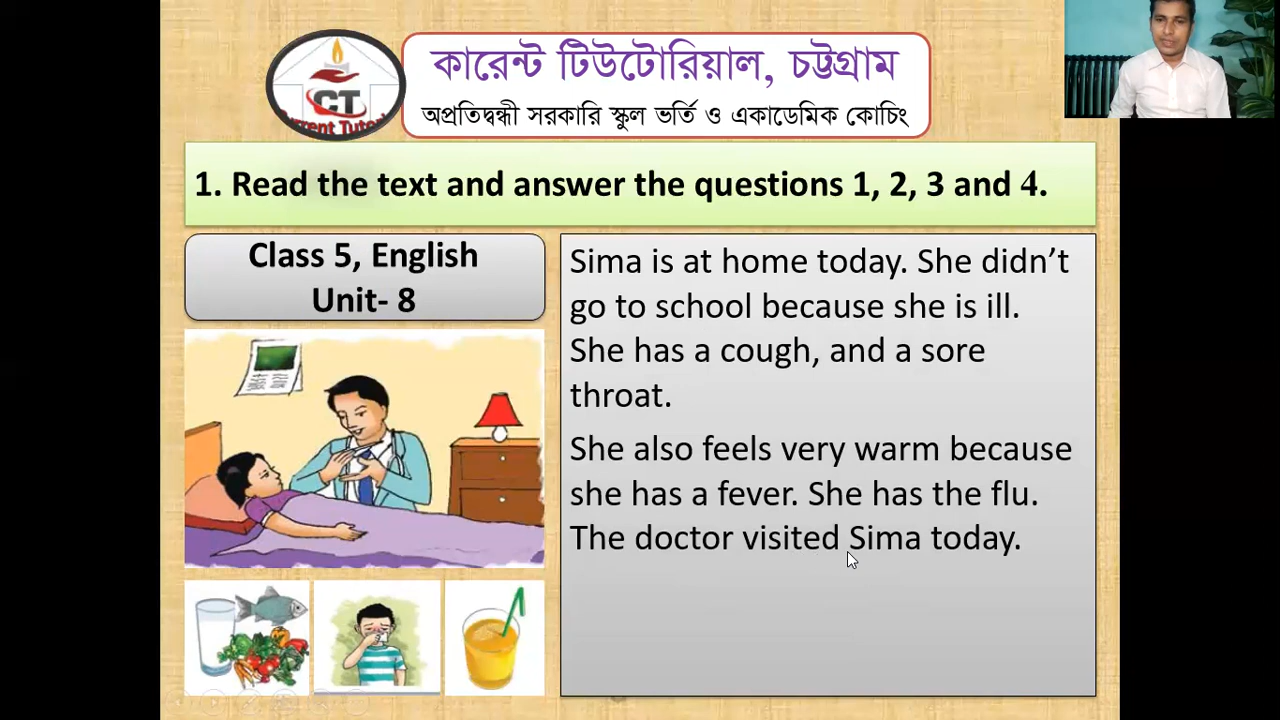 কারেন্ট টিউটোরিয়াল, চট্টগ্রাম
অপ্রতিদ্বন্দ্বী সরকারি স্কুল ভর্তি ও একাডেমিক কোচিং
CT
Current Tutor
1. Read the text and answer the questions 1, 2, 3 and 4.
Class 5, English
Unit- 8
Sima is at home today. She didn’t
go to school because she is ill.
She has a cough, and a sore
throat.
She also feels very warm because
she has a fever. She has the flu.
The doctor visited Sima today.